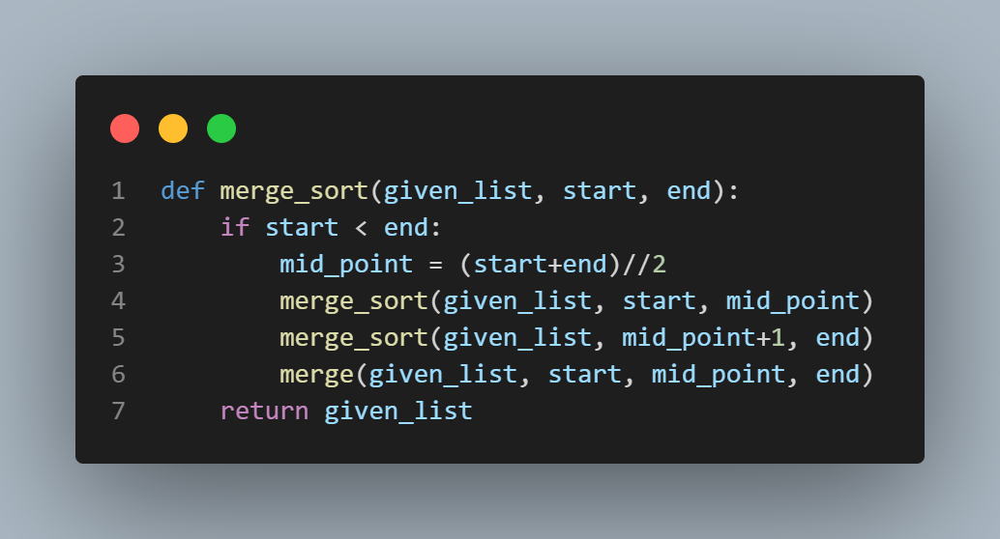 1 def merge_sort(given_list, start, end):
2     if start < end:
3         mid_point = (start+end)//2
4         merge_sort(given_list, start, mid_point)
5         merge_sort(given_list, mid_point+1, end)
6         merge(given_list, start, mid_point, end)
7     return given_list